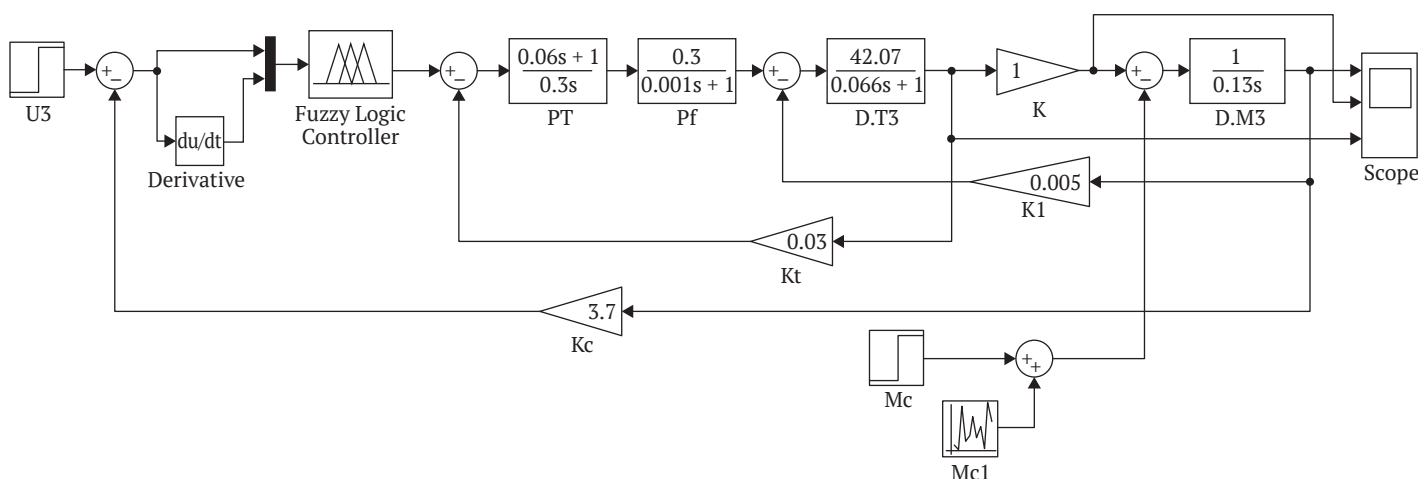 U3
+
−
du/dt
Derivative
Fuzzy Logic
Controller
+
−
0.06s + 1
0.3s
PT
0.3
0.001s + 1
Pf
+
−
42.07
0.066s + 1
D.T3
1
K
+
−
1
0.13s
D.M3
Scope
0.005
K1
0.03
Kt
3.7
Kc
Mc
+
+
Mc1